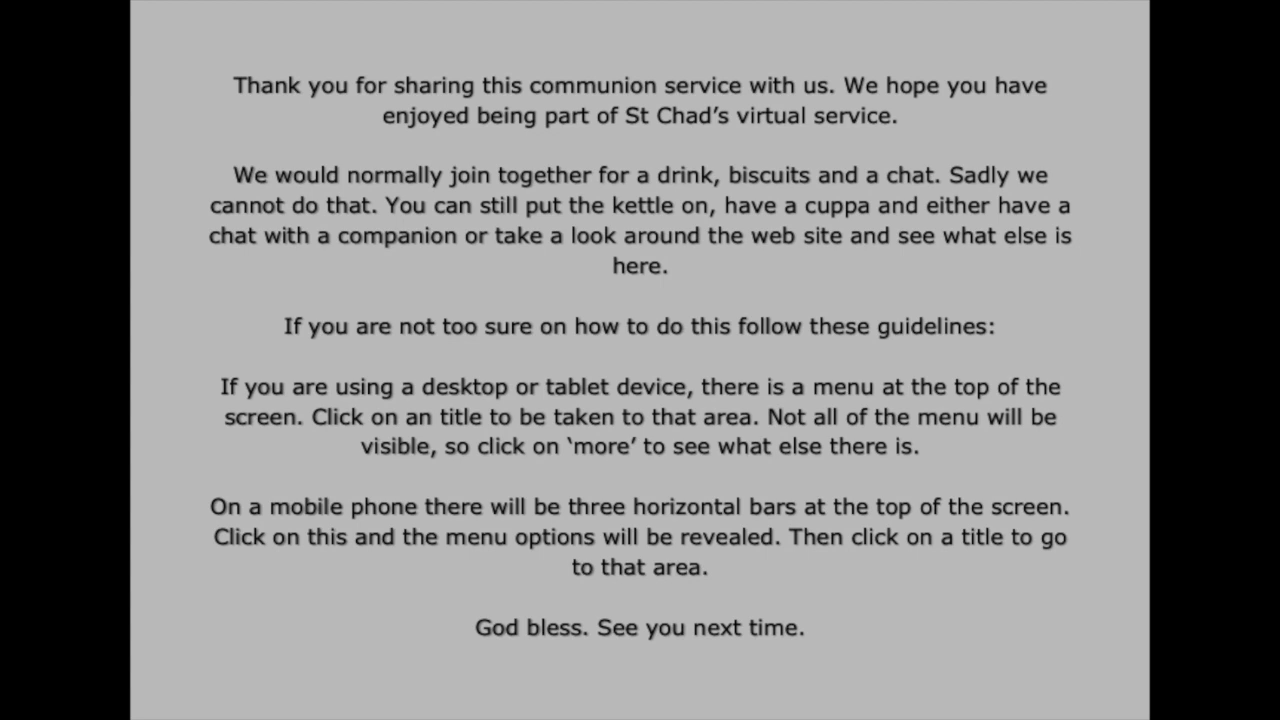 Thank you for sharing this communion service with us. We hope you have
enjoyed being part of St Chad’s virtual service.
We would normally join together for a drink, biscuits and a chat. Sadly we
cannot do that. You can still put the kettle on, have a cuppa and either have a
chat with a companion or take a look around the web site and see what else is
here.
If you are not too sure on how to do this follow these guidelines:
If you are using a desktop or tablet device, there is a menu at the top of the
screen. Click on an title to be taken to that area. Not all of the menu will be
visible, so click on ‘more’ to see what else there is.
On a mobile phone there will be three horizontal bars at the top of the screen.
Click on this and the menu options will be revealed. Then click on a title to go
to that area.
God bless. See you next time.